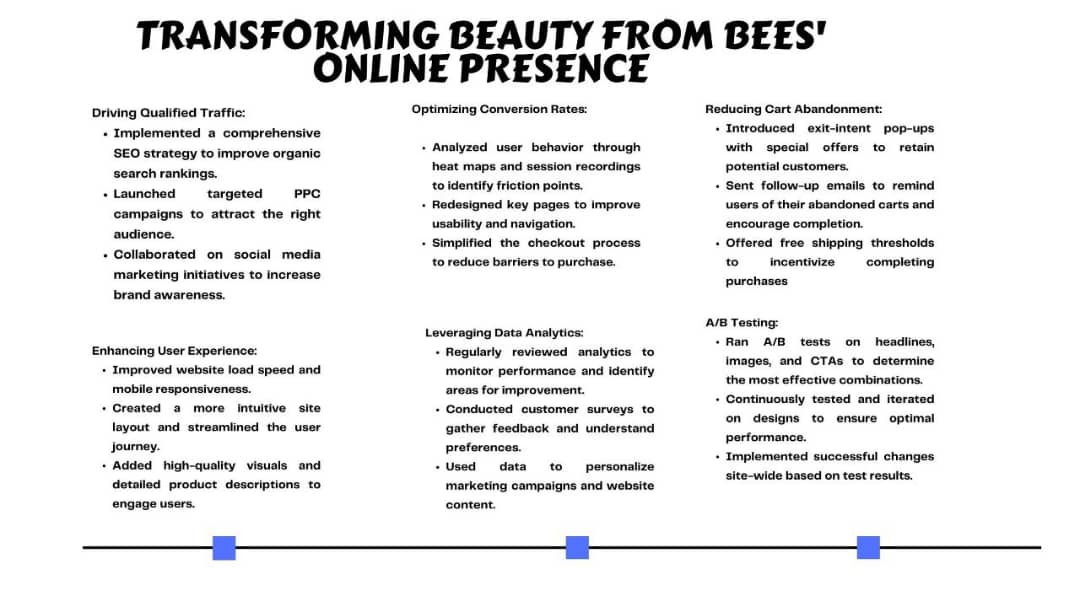 TRANSFORMING BEAUTY FROM BEES'
ONLINE PRESENCE
Driving Qualified Traffic:
• Implemented a comprehensive
SEO strategy to improve organic
search rankings.
• Launched targeted PPC
campaigns to attract the right
audience.
• Collaborated on social media
marketing initiatives to increase
brand awareness.
Optimizing Conversion Rates:
• Analyzed user behavior through
heat maps and session recordings
to identify friction points.
• Redesigned key pages to improve
usability and navigation.
• Simplified the checkout process
to reduce barriers to purchase.
Reducing Cart Abandonment:
• Introduced exit-intent pop-ups
with special offers to retain
potential customers.
• Sent follow-up emails to remind
users of their abandoned carts and
encourage completion.
• Offered free shipping thresholds
to incentivize completing
purchases
Enhancing User Experience:
• Improved website load speed and
mobile responsiveness.
• Created a more intuitive site
layout and streamlined the user
journey.
• Added high-quality visuals and
detailed product descriptions to
engage users.
Leveraging Data Analytics:
• Regularly reviewed analytics to
monitor performance and identify
areas for improvement.
• Conducted customer surveys to
gather feedback and understand
preferences.
• Used data to personalize
marketing campaigns and website
content.
A/B Testing:
• Ran A/B tests on headlines,
images, and CTAs to determine
the most effective combinations.
• Continuously tested and iterated
on designs to ensure optimal
performance.
• Implemented successful changes
site-wide based on test results.